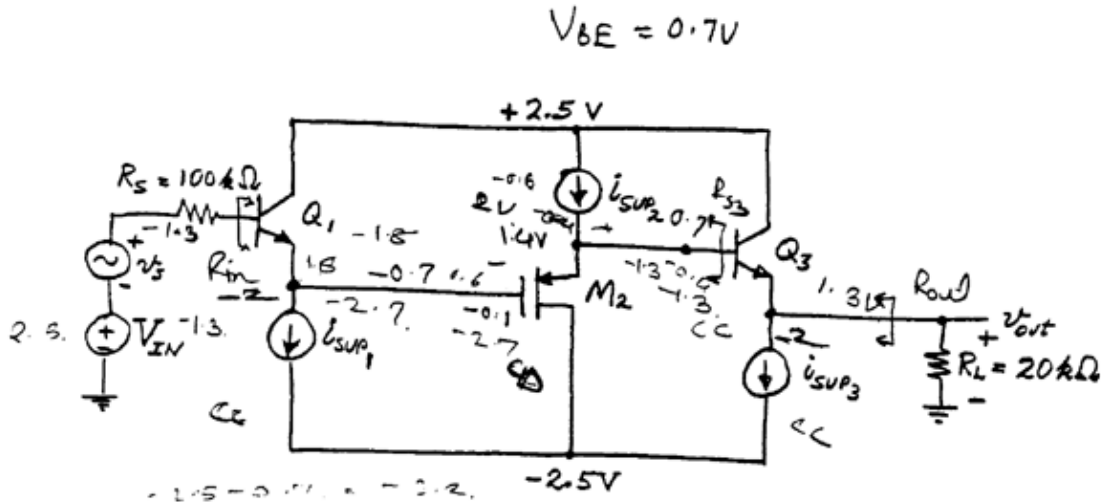 V_BE = 0.7V
+2.5 V
R_S = 100kΩ
-0.6
i_SUP2
2V
0.7
R_S3
1.4V
Q_1
-1.3
-1.8
Q_3
+
v_s
-
R_in
-2
-0.7
0.6
M_2
-1.3
1.3
R_out
-2.7
-0.1
-1.3
CC
-2
+
v_out
2.5
V_IN
-1.3
i_SUP1
-2.7
i_SUP3
R_L = 20kΩ
-
CC
-2.5V